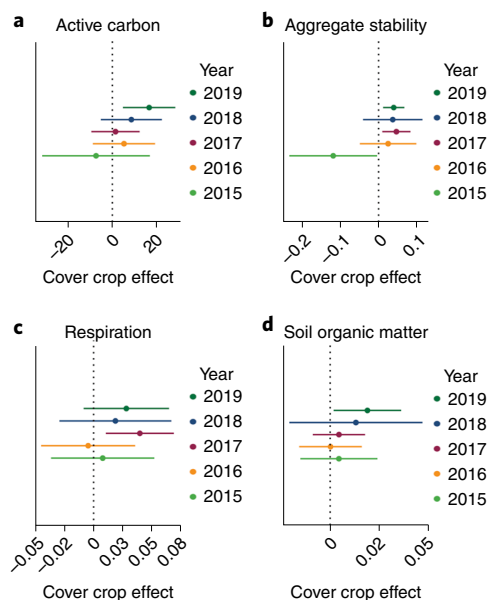 a
Active carbon
Year
2019
2018
2017
2016
2015
−20
0
20
Cover crop effect
b
Aggregate stability
Year
2019
2018
2017
2016
2015
−0.2
−0.1
0
0.1
Cover crop effect
c
Respiration
Year
2019
2018
2017
2016
2015
−0.05
−0.02
0
0.03
0.05
0.08
Cover crop effect
d
Soil organic matter
Year
2019
2018
2017
2016
2015
0
0.02
0.05
Cover crop effect